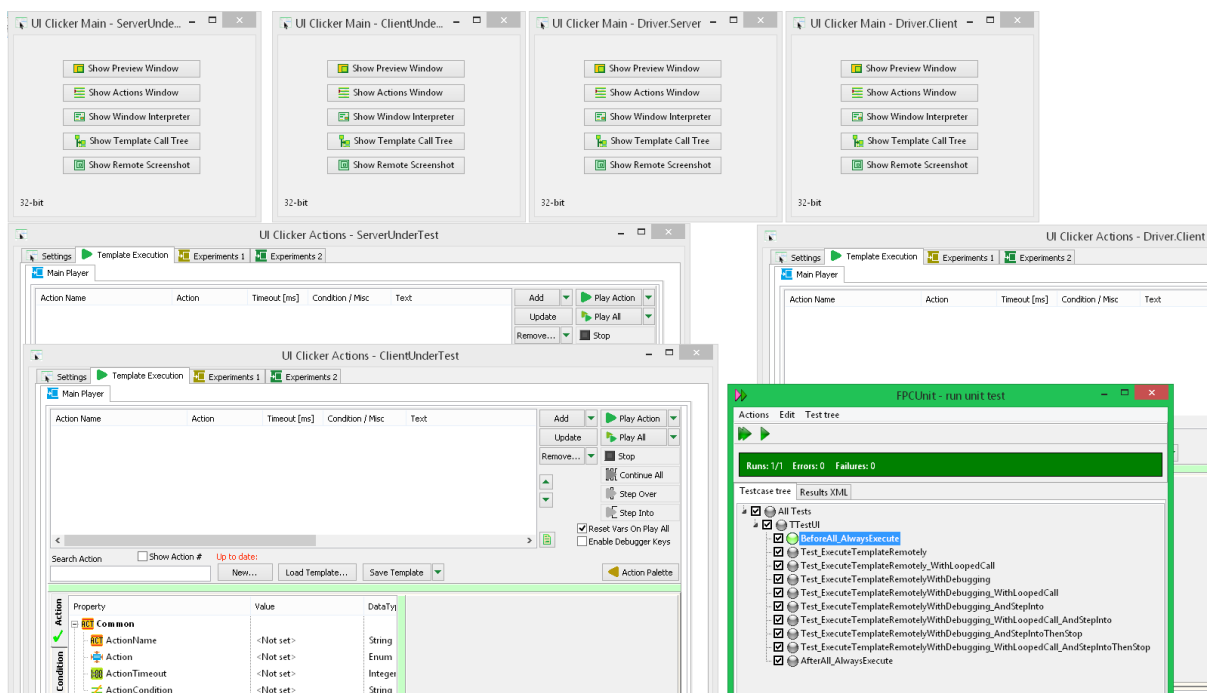 UI Clicker Main - ServerUnde...
UI Clicker Main - ClientUnde...
UI Clicker Main - Driver.Server
UI Clicker Main - Driver.Client
Show Preview Window
Show Actions Window
Show Window Interpreter
Show Template Call Tree
Show Remote Screenshot
32-bit
Show Preview Window
Show Actions Window
Show Window Interpreter
Show Template Call Tree
Show Remote Screenshot
32-bit
Show Preview Window
Show Actions Window
Show Window Interpreter
Show Template Call Tree
Show Remote Screenshot
32-bit
Show Preview Window
Show Actions Window
Show Window Interpreter
Show Template Call Tree
Show Remote Screenshot
32-bit
UI Clicker Actions - ServerUnderTest
Settings Template Execution Experiments 1 Experiments 2
Main Player
Action Name Action Timeout [ms] Condition / Misc Text
Add Play Action
Update Play All
Remove... Stop
UI Clicker Actions - Driver.Client
Settings Template Execution Experiments 1 Experiments 2
Main Player
Action Name Action Timeout [ms] Condition / Misc Text
UI Clicker Actions - ClientUnderTest
Settings Template Execution Experiments 1 Experiments 2
Main Player
Action Name Action Timeout [ms] Condition / Misc Text
Add Play Action
Update Play All
Remove... Stop
Continue All
Step Over
Step Into
Reset Vars On Play All
Enable Debugger Keys
Search Action Show Action # Up to date:
New... Load Template... Save Template Action Palette
Action
Condition
Property Value DataTy
ACT Common
ACT ActionName <Not set> String
Action <Not set> Enum
ActionTimeout <Not set> Integer
ActionCondition <Not set> String
FPCUnit - run unit test
Actions Edit Test tree
Runs: 1/1 Errors: 0 Failures: 0
Testcase tree Results XML
All Tests
TTestUI
BeforeAll_AlwaysExecute
Test_ExecuteTemplateRemotely
Test_ExecuteTemplateRemotely_WithLoopedCall
Test_ExecuteTemplateRemotelyWithDebugging
Test_ExecuteTemplateRemotelyWithDebugging_WithLoopedCall
Test_ExecuteTemplateRemotelyWithDebugging_AndStepInto
Test_ExecuteTemplateRemotelyWithDebugging_WithLoopedCall_AndStepInto
Test_ExecuteTemplateRemotelyWithDebugging_AndStepIntoThenStop
Test_ExecuteTemplateRemotelyWithDebugging_WithLoopedCall_AndStepIntoThenStop
AfterAll_AlwaysExecute